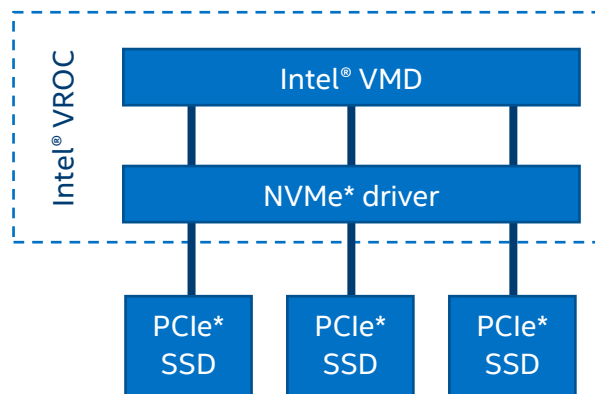 Intel® VROC
Intel® VMD
NVMe* driver
PCIe*
SSD
PCIe*
SSD
PCIe*
SSD